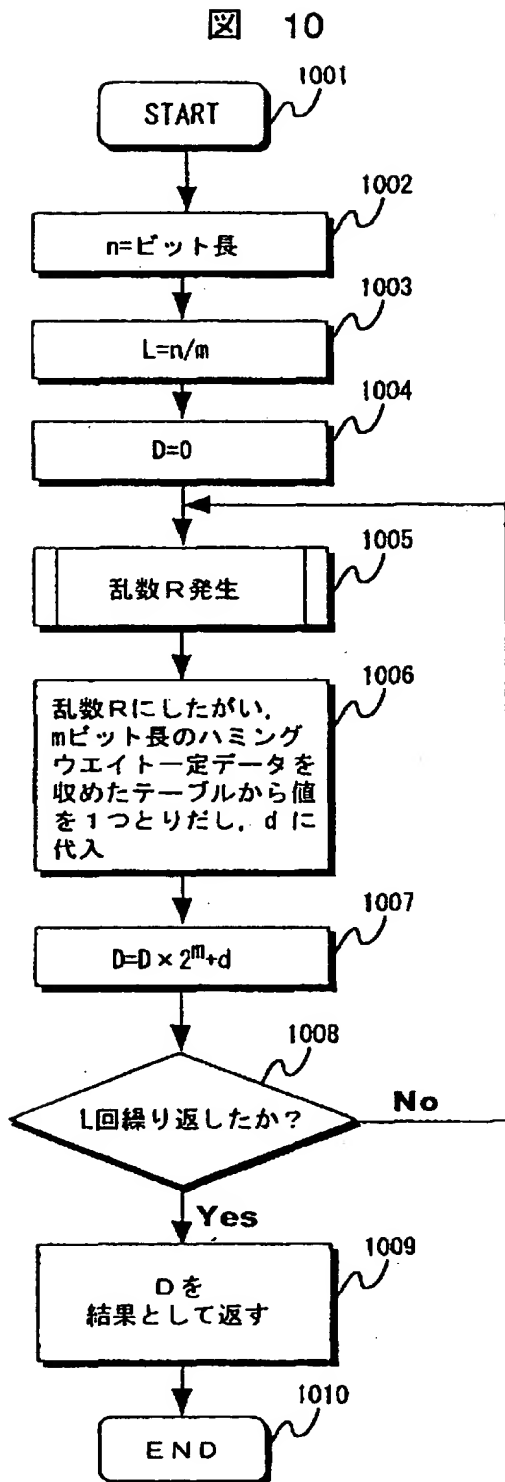 図 10
1001
START
1002
n=ビット長
1003
L=n/m
1004
D=0
1005
乱数R発生
1006
乱数Rにしたがい,
mビット長のハミング
ウエイト一定データを
収めたテーブルから値
を1つとりだし, dに
代入
1007
D=D×2^m+d
1008
L回繰り返したか?
No
Yes
1009
Dを
結果として返す
1010
END